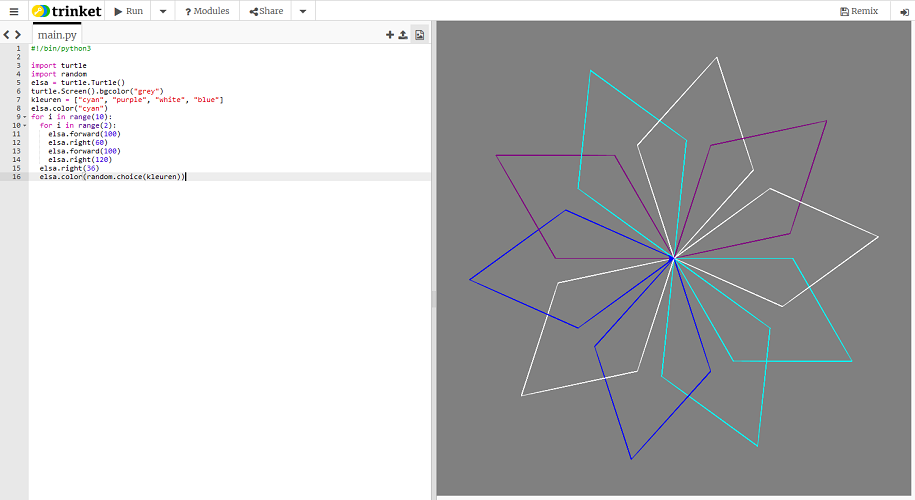 trinket
Run
? Modules
Share
Remix
main.py
1 #!/bin/python3
2
3 import turtle
4 import random
5 elsa = turtle.Turtle()
6 turtle.Screen().bgcolor("grey")
7 kleuren = ["cyan", "purple", "white", "blue"]
8 elsa.color("cyan")
9 for i in range(10):
10 for i in range(2):
11 elsa.forward(100)
12 elsa.right(60)
13 elsa.forward(100)
14 elsa.right(120)
15 elsa.right(36)
16 elsa.color(random.choice(kleuren))